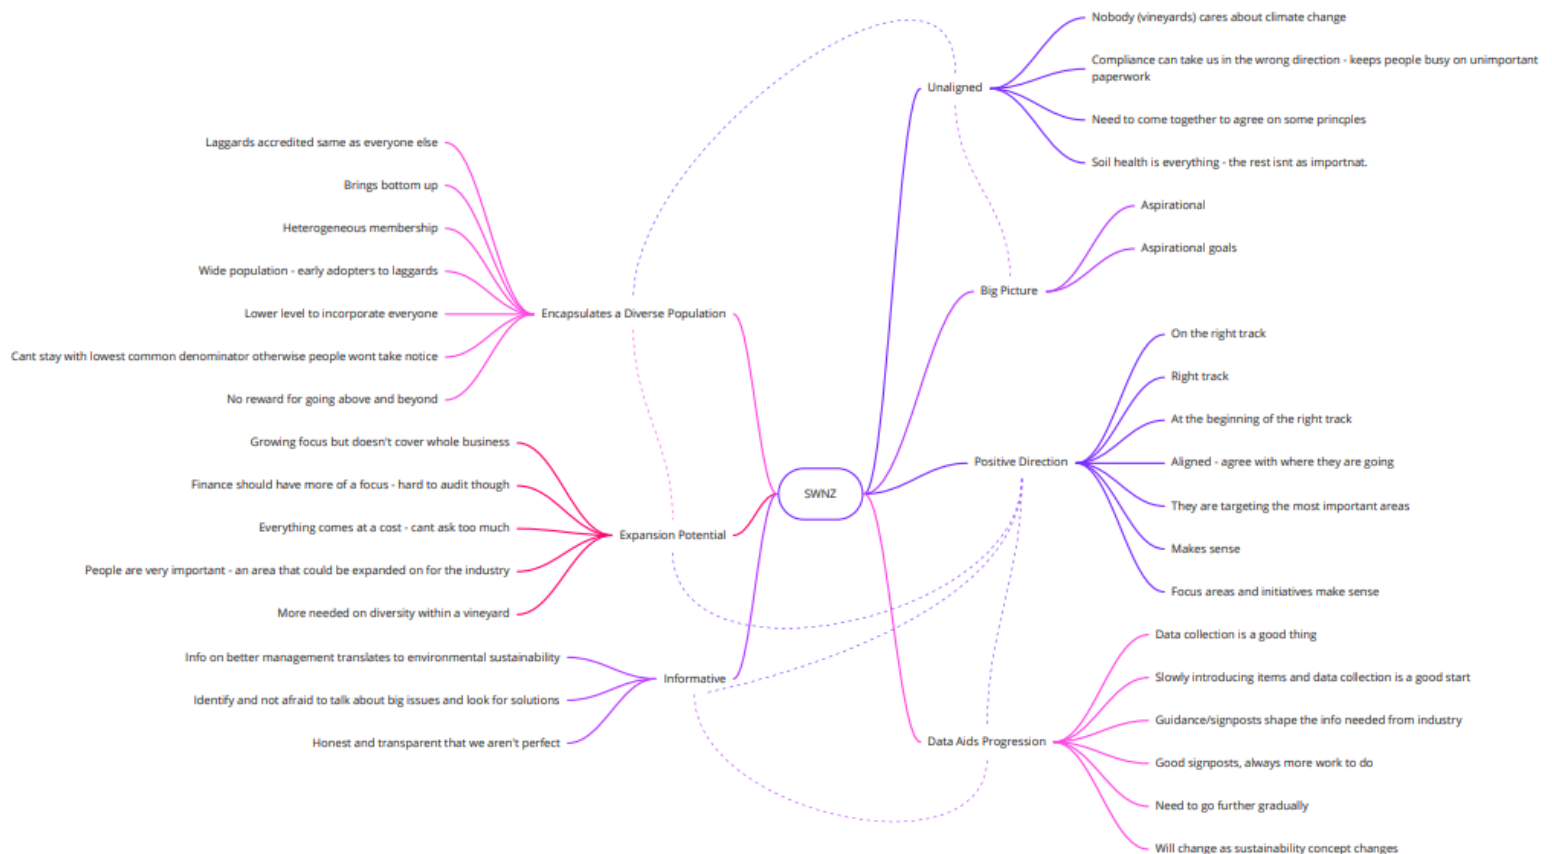 SWNZ
Unaligned
Nobody (vineyards) cares about climate change
Compliance can take us in the wrong direction - keeps people busy on unimportant
paperwork
Need to come together to agree on some princples
Soil health is everything - the rest isnt as importnat.
Big Picture
Aspirational
Aspirational goals
Positive Direction
On the right track
Right track
At the beginning of the right track
Aligned - agree with where they are going
They are targeting the most important areas
Makes sense
Focus areas and initiatives make sense
Data Aids Progression
Data collection is a good thing
Slowly introducing items and data collection is a good start
Guidance/signposts shape the info needed from industry
Good signposts, always more work to do
Need to go further gradually
Will change as sustainability concept changes
Encapsulates a Diverse Population
Laggards accredited same as everyone else
Brings bottom up
Heterogeneous membership
Wide population - early adopters to laggards
Lower level to incorporate everyone
Cant stay with lowest common denominator otherwise people wont take notice
No reward for going above and beyond
Expansion Potential
Growing focus but doesn't cover whole business
Finance should have more of a focus - hard to audit though
Everything comes at a cost - cant ask too much
People are very important - an area that could be expanded on for the industry
More needed on diversity within a vineyard
Informative
Info on better management translates to environmental sustainability
Identify and not afraid to talk about big issues and look for solutions
Honest and transparent that we aren't perfect